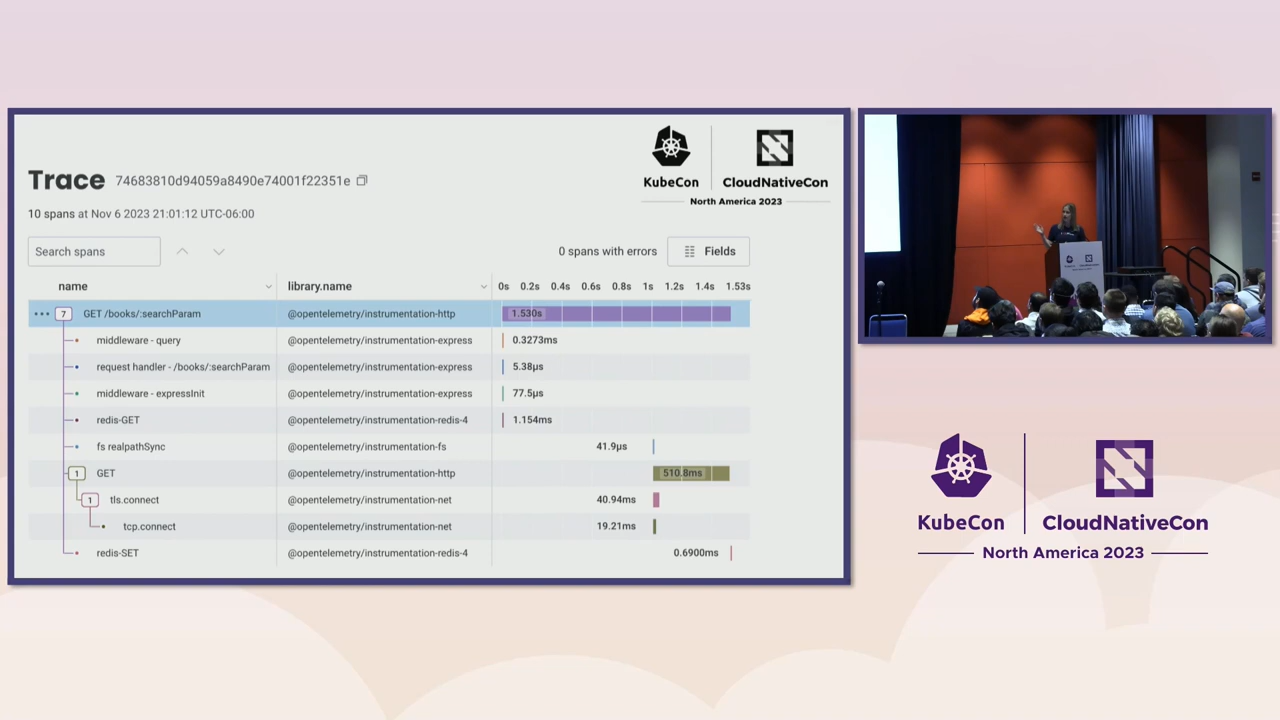 KubeCon
CloudNativeCon
North America 2023
Trace 74683810d94059a8490e74001f22351e
10 spans at Nov 6 2023 21:01:12 UTC-06:00
Search spans
0 spans with errors
Fields
name library.name 0s 0.2s 0.4s 0.6s 0.8s 1s 1.2s 1.4s 1.53s
7 GET /books/:searchParam @opentelemetry/instrumentation-http 1.530s
middleware - query @opentelemetry/instrumentation-express 0.3273ms
request handler - /books/:searchParam @opentelemetry/instrumentation-express 5.38µs
middleware - expressInit @opentelemetry/instrumentation-express 77.5µs
redis-GET @opentelemetry/instrumentation-redis-4 1.154ms
fs realpathSync @opentelemetry/instrumentation-fs 41.9µs
1 GET @opentelemetry/instrumentation-http 510.8ms
1 tls.connect @opentelemetry/instrumentation-net 40.94ms
tcp.connect @opentelemetry/instrumentation-net 19.21ms
redis-SET @opentelemetry/instrumentation-redis-4 0.6900ms
KubeCon
CloudNativeCon
North America 2023